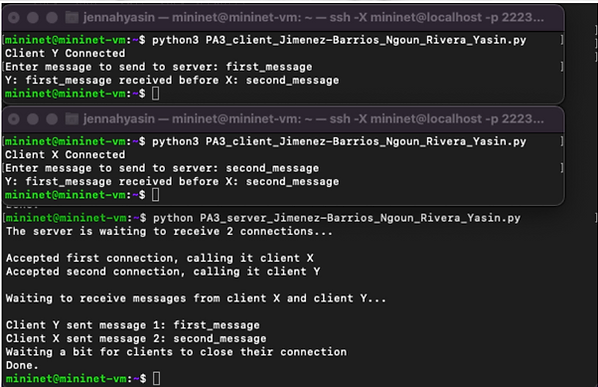 jennahyasin — mininet@mininet-vm: ~ — ssh -X mininet@localhost -p 2223...
[mininet@mininet-vm:~$ python3 PA3_client_Jimenez-Barrios_Ngoun_Rivera_Yasin.py ]
Client Y Connected
[Enter message to send to server: first_message ]
Y: first_message received before X: second_message
mininet@mininet-vm:~$
jennahyasin — mininet@mininet-vm: ~ — ssh -X mininet@localhost -p 2223...
[mininet@mininet-vm:~$ python3 PA3_client_Jimenez-Barrios_Ngoun_Rivera_Yasin.py ]
Client X Connected
[Enter message to send to server: second_message ]
Y: first_message received before X: second_message
mininet@mininet-vm:~$
[mininet@mininet-vm:~$ python PA3_server_Jimenez-Barrios_Ngoun_Rivera_Yasin.py ]
The server is waiting to receive 2 connections...
Accepted first connection, calling it client X
Accepted second connection, calling it client Y
Waiting to receive messages from client X and client Y...
Client Y sent message 1: first_message
Client X sent message 2: second_message
Waiting a bit for clients to close their connection
Done.
mininet@mininet-vm:~$